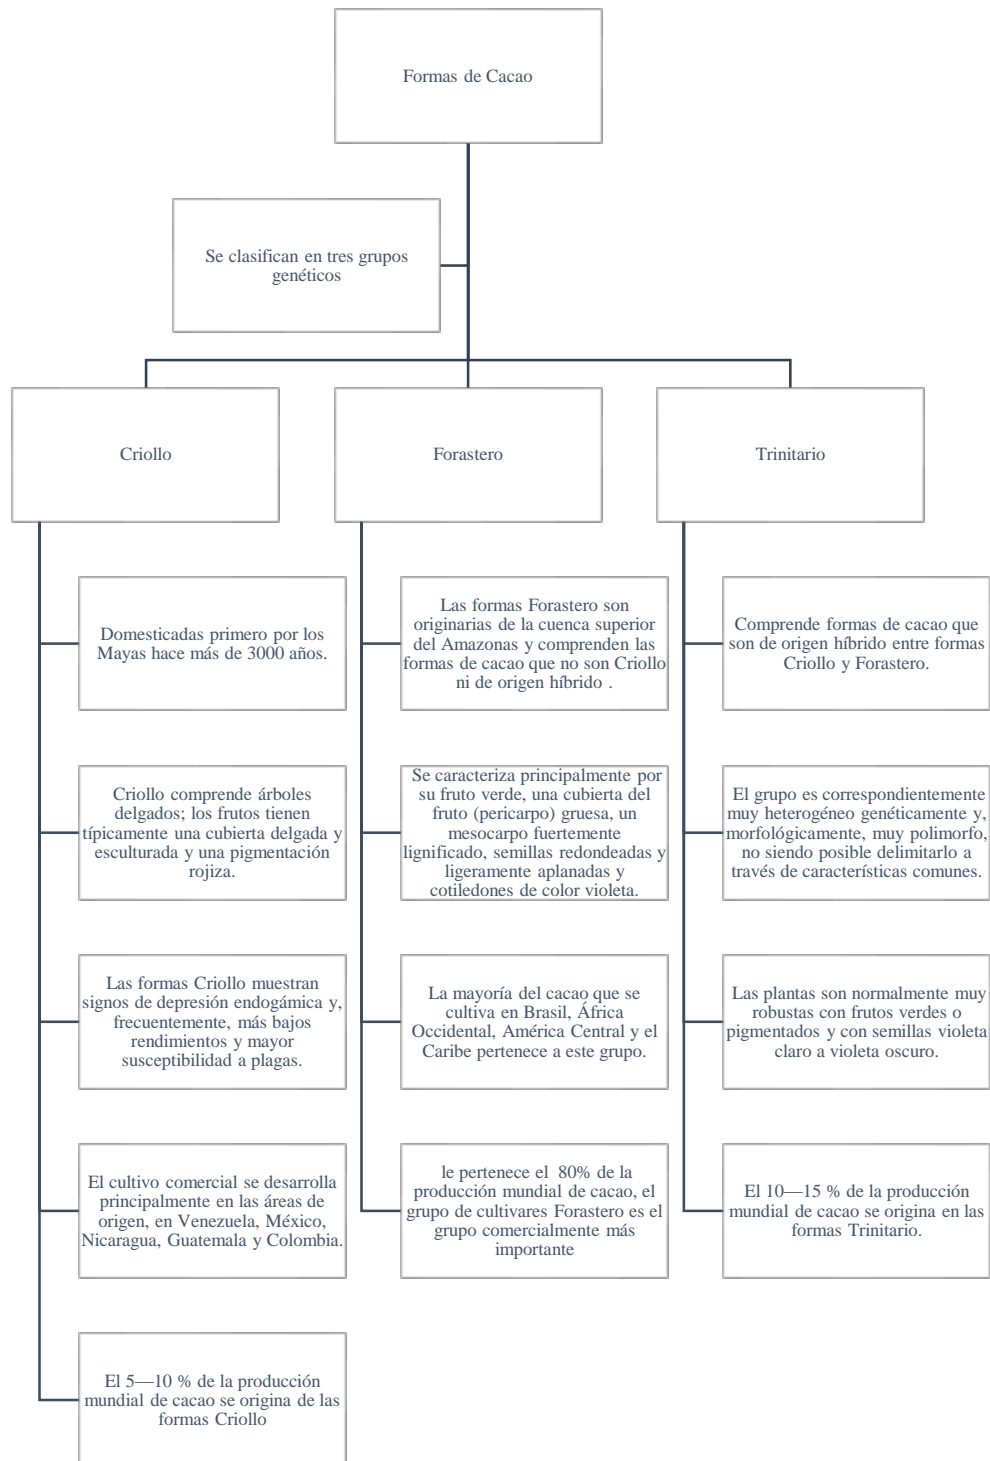 Formas de Cacao
Se clasifican en tres grupos
genéticos
Criollo
Domesticadas primero por los
Mayas hace más de 3000 años.
Criollo comprende árboles
delgados; los frutos tienen
típicamente una cubierta delgada y
esculturada y una pigmentación
rojiza.
Las formas Criollo muestran
signos de depresión endogámica y,
frecuentemente, más bajos
rendimientos y mayor
susceptibilidad a plagas.
El cultivo comercial se desarrolla
principalmente en las áreas de
origen, en Venezuela, México,
Nicaragua, Guatemala y Colombia.
El 5—10 % de la producción
mundial de cacao se origina de las
formas Criollo
Forastero
Las formas Forastero son
originarias de la cuenca superior
del Amazonas y comprenden las
formas de cacao que no son Criollo
ni de origen híbrido .
Se caracteriza principalmente por
su fruto verde, una cubierta del
fruto (pericarpo) gruesa, un
mesocarpo fuertemente
lignificado, semillas redondeadas y
ligeramente aplanadas y
cotiledones de color violeta.
La mayoría del cacao que se
cultiva en Brasil, África
Occidental, América Central y el
Caribe pertenece a este grupo.
le pertenece el  80% de la
producción mundial de cacao, el
grupo de cultivares Forastero es el
grupo comercialmente más
importante
Trinitario
Comprende formas de cacao que
son de origen híbrido entre formas
Criollo y Forastero.
El grupo es correspondientemente
muy heterogéneo genéticamente y,
morfológicamente, muy polimorfo,
no siendo posible delimitarlo a
través de características comunes.
Las plantas son normalmente muy
robustas con frutos verdes o
pigmentados y con semillas violeta
claro a violeta oscuro.
El 10—15 % de la producción
mundial de cacao se origina en las
formas Trinitario.